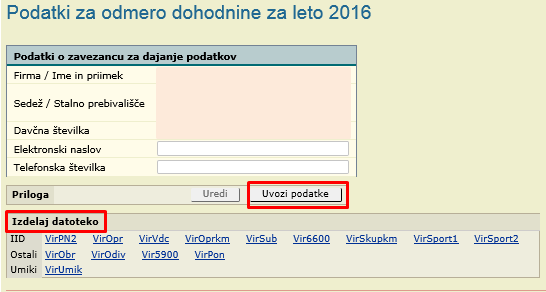 Podatki za odmero dohodnine za leto 2016
Podatki o zavezancu za dajanje podatkov
Firma / Ime in priimek
Sedež / Stalno prebivališče
Davčna številka
Elektronski naslov
Telefonska številka
Priloga Uredi Uvozi podatke
Izdelaj datoteko
IID VirPN2 VirOpr VirVdc VirOprkm VirSub Vir6600 VirSkupkm VirSport1 VirSport2
Ostali VirObr VirOdiv Vir5900 VirPon
Umiki VirUmik